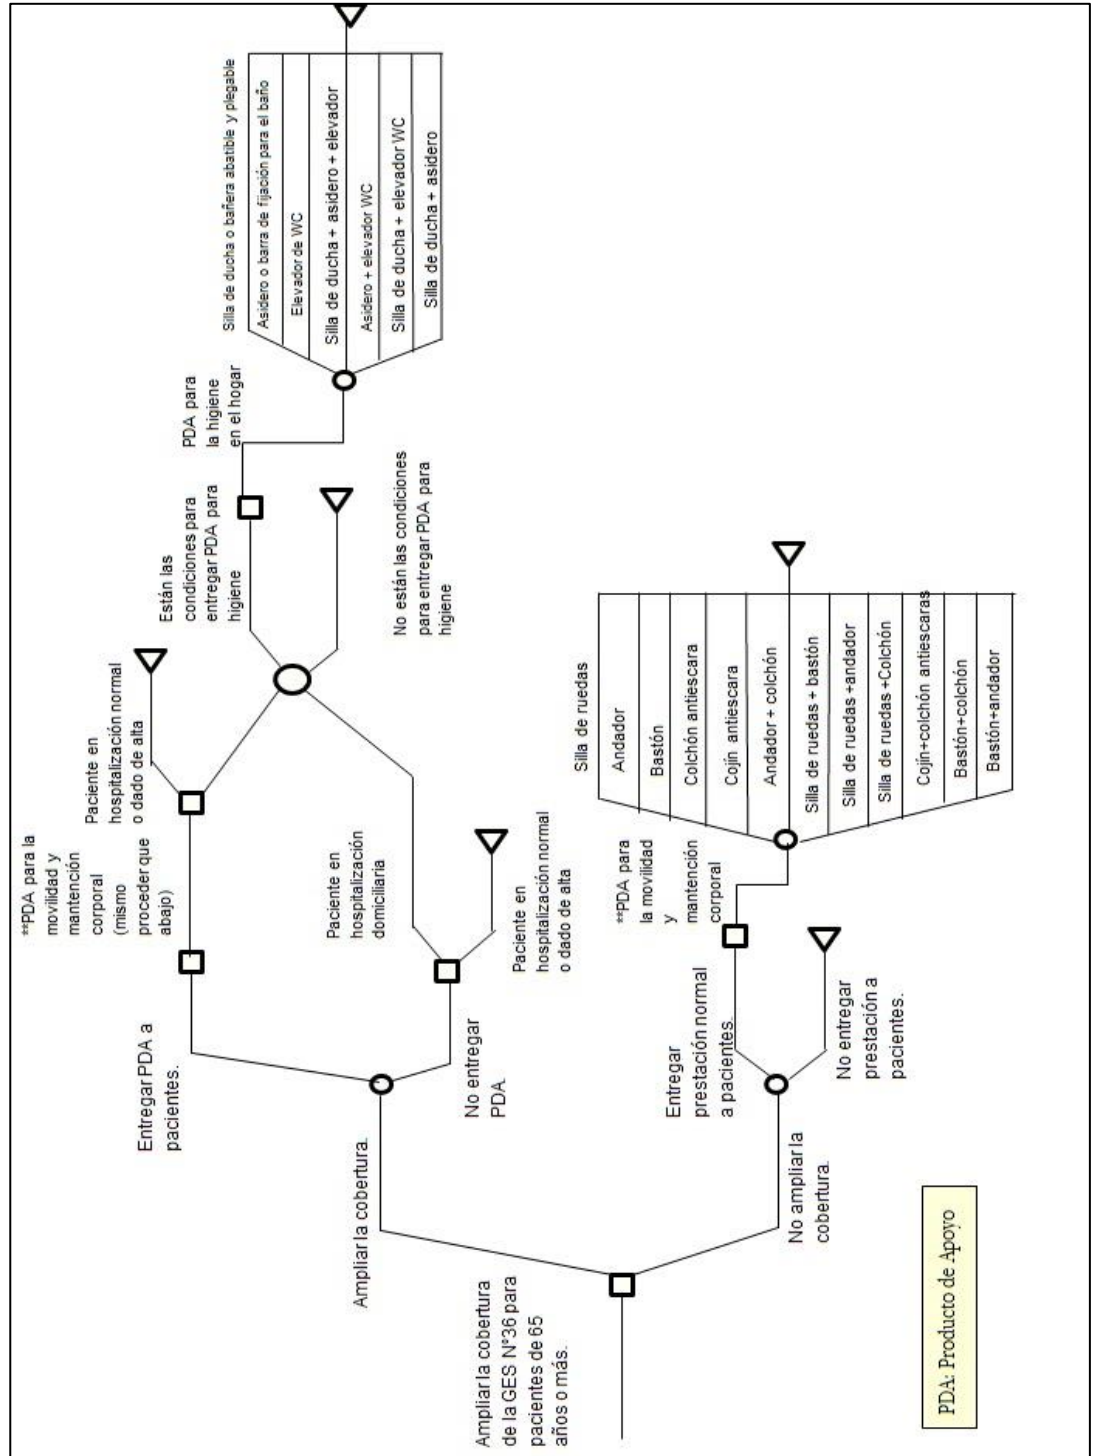 Ampliar la cobertura
de la GES N°36 para
pacientes de 65
años o más.
Ampliar la cobertura.
No ampliar la
cobertura.
Entregar PDA a
pacientes.
No entregar
PDA.
**PDA para la
movilidad y
mantención
corporal
(mismo
proceder que
abajo)
Paciente en
hospitalización normal
o dado de alta
Paciente en
hospitalización
domiciliaria
Paciente en
hospitalización normal
o dado de alta
Están las
condiciones para
entregar PDA para
higiene
No están las condiciones
para entregar PDA para
higiene
PDA para
la higiene
en el hogar
Silla de ducha o bañera abatible y plegable
Asidero o barra de fijación para el baño
Elevador de WC
Silla de ducha + asidero + elevador
Asidero + elevador WC
Silla de ducha + elevador WC
Silla de ducha + asidero
Entregar
prestación normal
a pacientes.
No entregar
prestación a
pacientes.
**PDA para
la movilidad
y
mantención
corporal
Silla de ruedas
Andador
Bastón
Colchón antiescara
Cojín antiescara
Andador + colchón
Silla de ruedas + bastón
Silla de ruedas +andador
Silla de ruedas +Colchón
Cojín+colchón antiescaras
Bastón+colchón
Bastón+andador
PDA: Producto de Apoyo